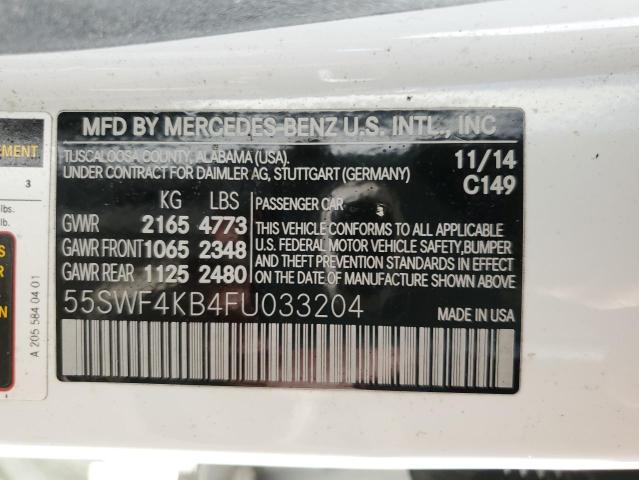 MFD BY MERCEDES-BENZ U.S. INTL., INC
TUSCALOOSA COUNTY, ALABAMA (USA).
UNDER CONTRACT FOR DAIMLER AG, STUTTGART (GERMANY)
11/14
C149
KG LBS
GVWR 2165 4773
GAWR FRONT 1065 2348
GAWR REAR 1125 2480
PASSENGER CAR
THIS VEHICLE CONFORMS TO ALL APPLICABLE
U.S. FEDERAL MOTOR VEHICLE SAFETY, BUMPER
AND THEFT PREVENTION STANDARDS IN EFFECT
ON THE DATE OF MANUFACTURE SHOWN ABOVE.
55SWF4KB4FU033204
MADE IN USA
3
lbs.
lb.
A 205 584 04 01